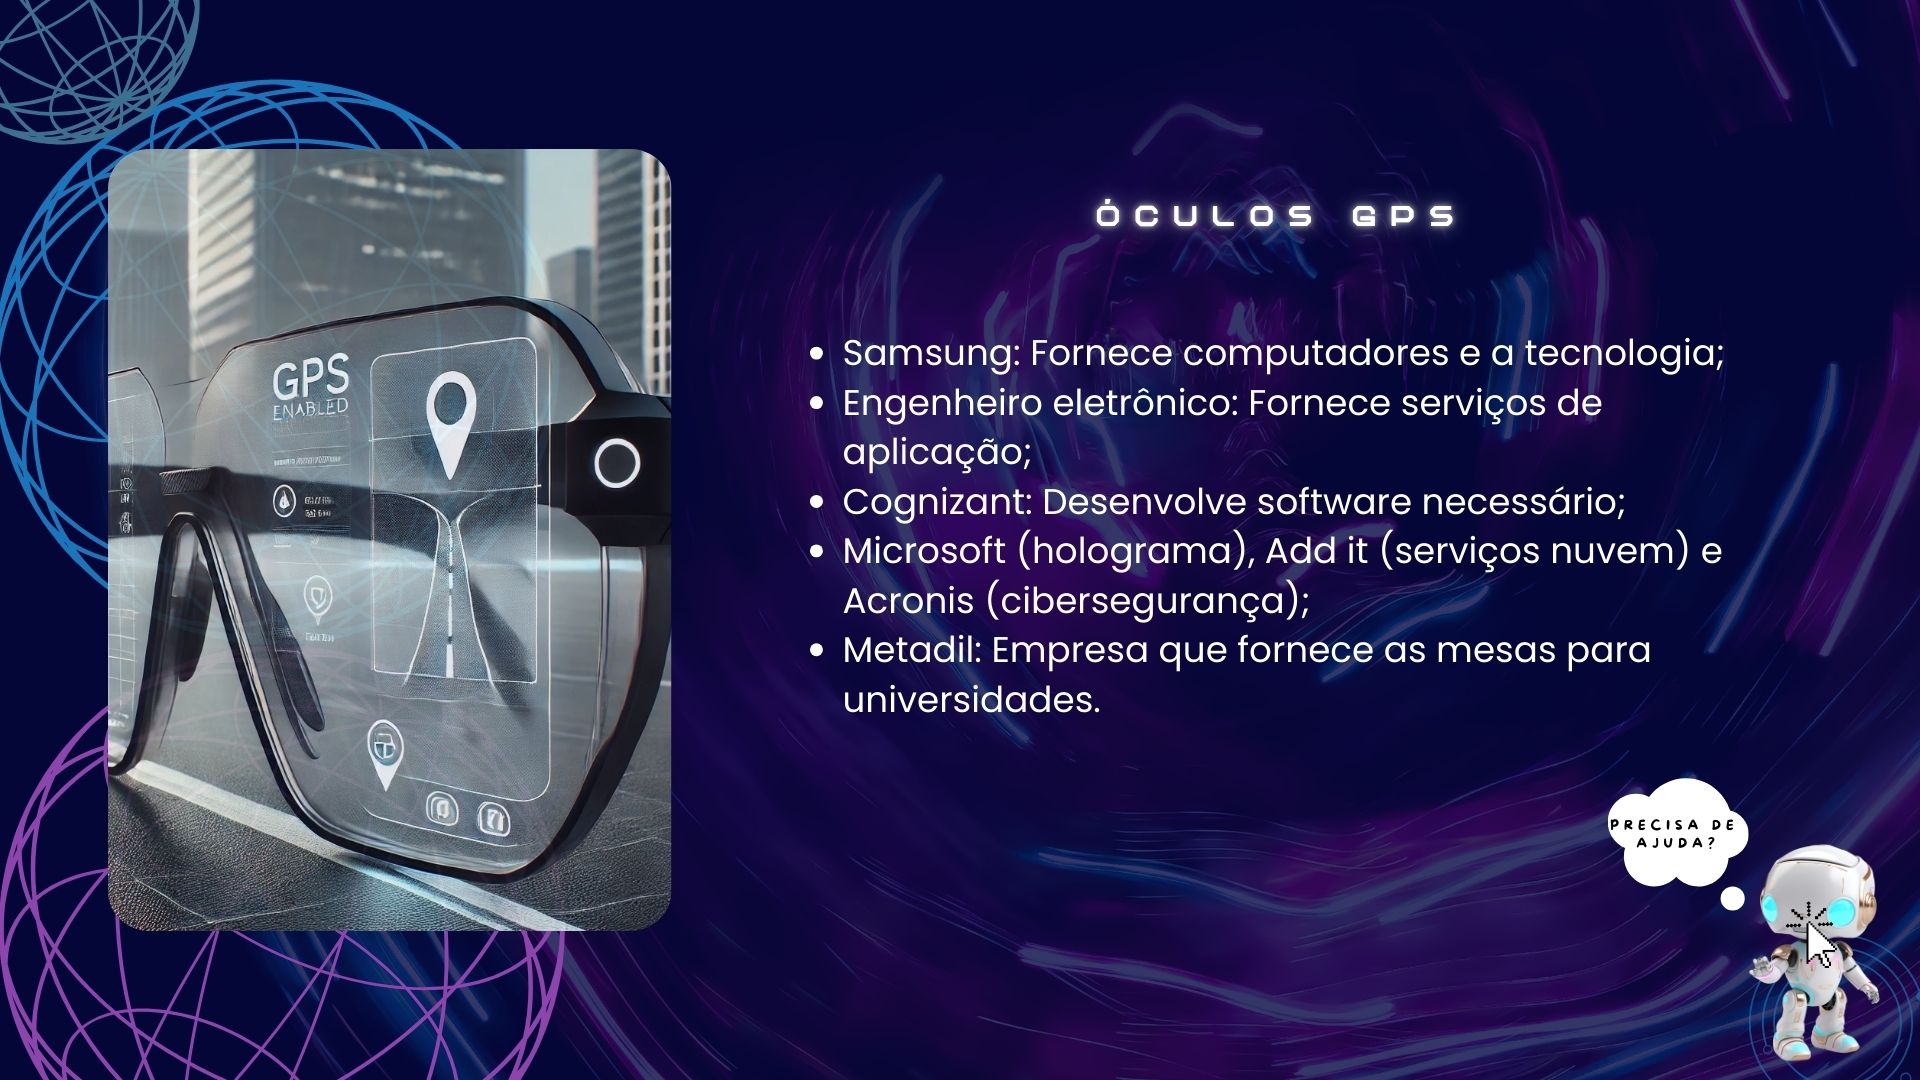 ÓCULOS GPS
GPS
ENABLED
• Samsung: Fornece computadores e a tecnologia;
• Engenheiro eletrônico: Fornece serviços de
aplicação;
• Cognizant: Desenvolve software necessário;
• Microsoft (holograma), Add it (serviços nuvem) e
Acronis (cibersegurança);
• Metadil: Empresa que fornece as mesas para
universidades.
PRECISA DE
AJUDA?